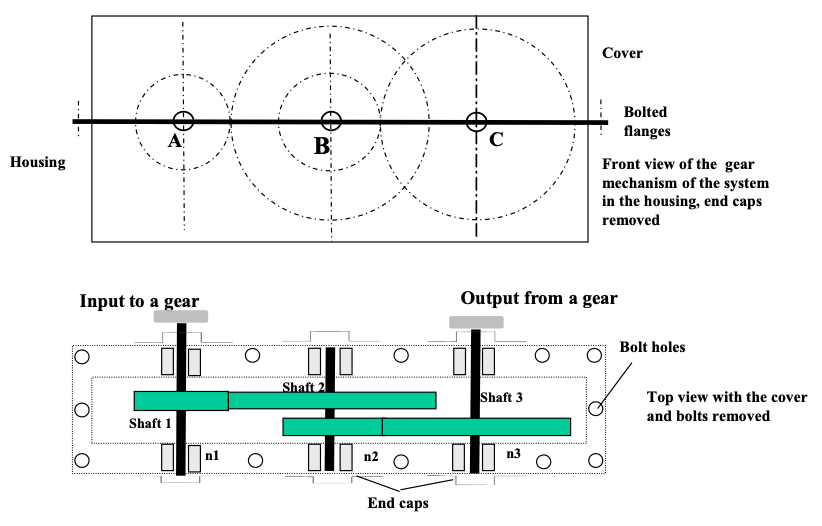 Cover
Bolted
flanges
A
B
C
Housing
Front view of the gear
mechanism of the system
in the housing, end caps
removed
Input to a gear
Output from a gear
Bolt holes
Shaft 2
Shaft 3
Top view with the cover
and bolts removed
Shaft 1
n1
n2
n3
End caps